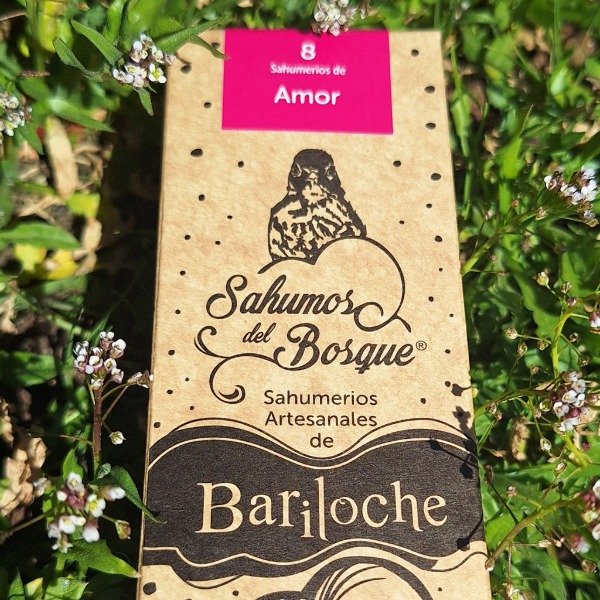 8
Sahumerios de
Amor
Sahumos
del Bosque®
Sahumerios
Artesanales
de
Bariloche